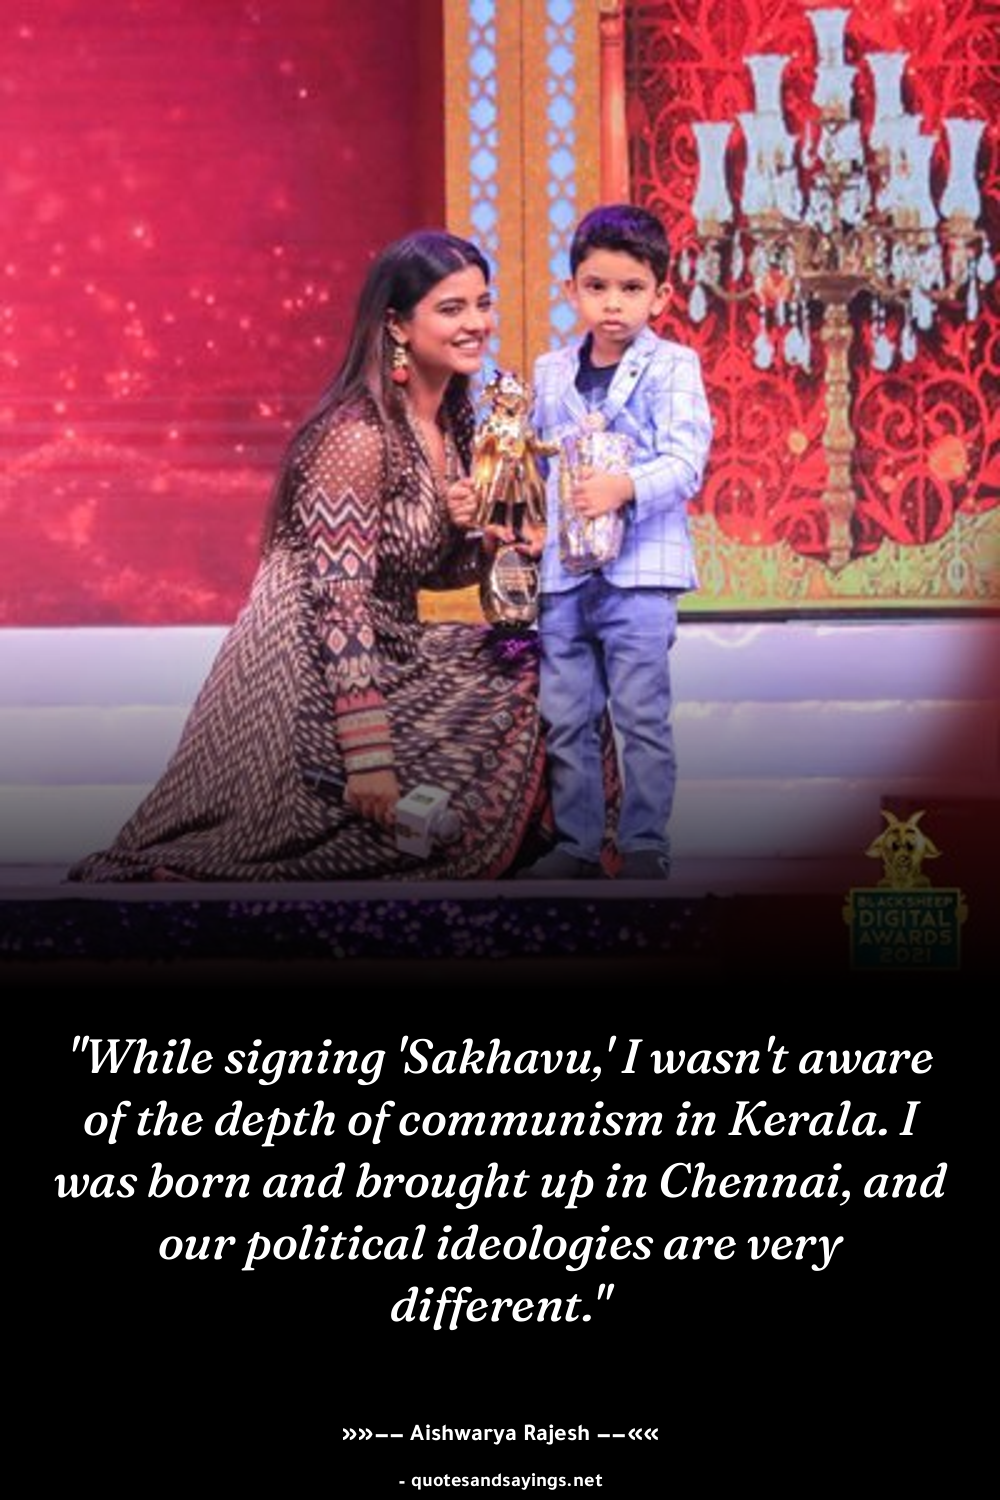 BLACKSHEEP
DIGITAL
AWARDS
2021
"While signing 'Sakhavu,' I wasn't aware
of the depth of communism in Kerala. I
was born and brought up in Chennai, and
our political ideologies are very
different."
»»–– Aishwarya Rajesh ––««
- quotesandsayings.net